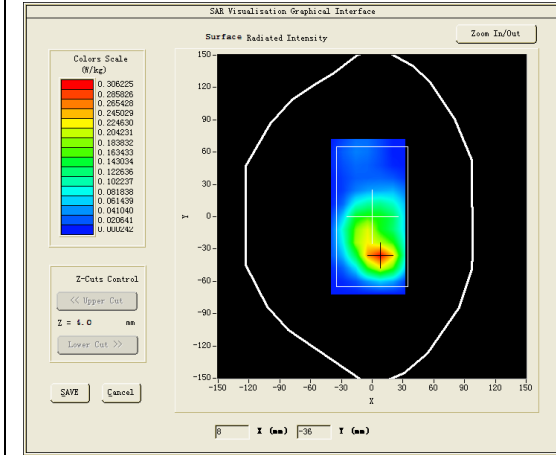 SAR Visualisation Graphical Interface
Surface Radiated Intensity
Zoom In/Out
Colors Scale
(W/kg)
0.306225
0.285826
0.265428
0.245029
0.224630
0.204231
0.183832
0.163433
0.143034
0.122636
0.102237
0.081838
0.061439
0.041040
0.020641
0.000242
Z-Cuts Control
<< Upper Cut
Z = 4.0 mm
Lower Cut >>
SAVE
Cancel
150
120
90
60
30
0
-30
-60
-90
-120
-150
Y
-150 -120 -90 -60 -30 0 30 60 90 120 150
X
8 X (mm) -36 Y (mm)